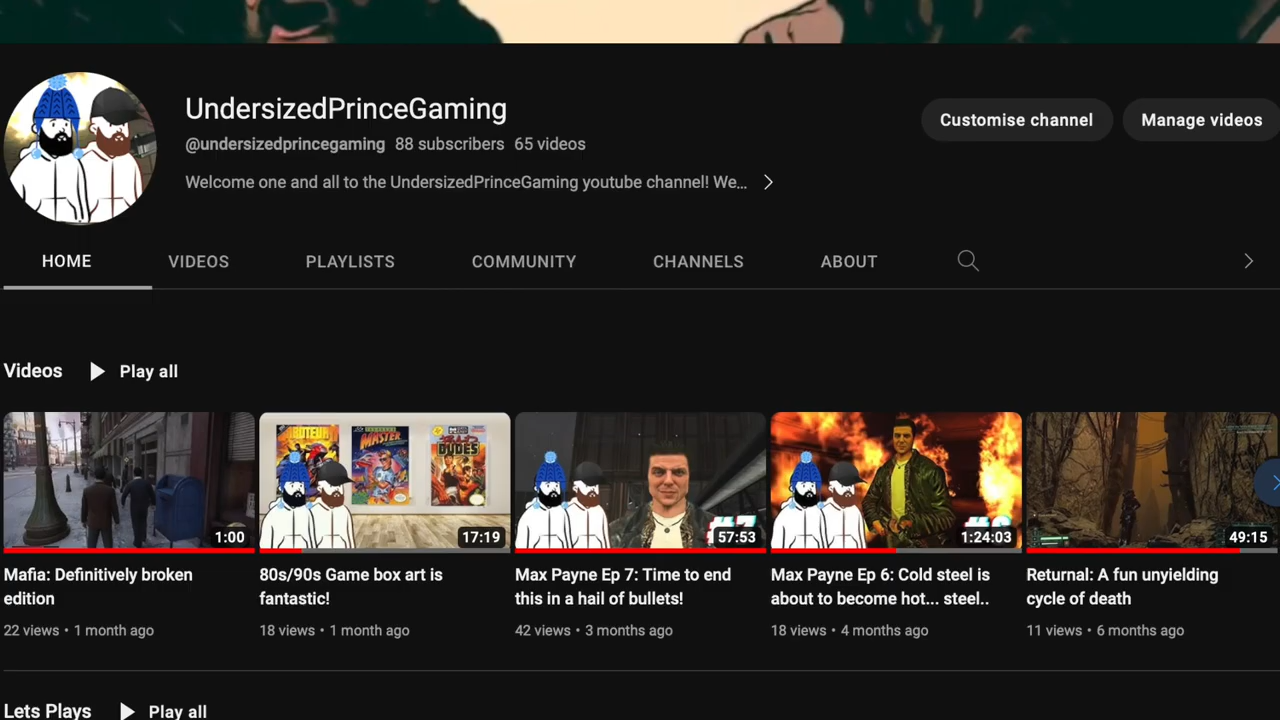 UndersizedPrinceGaming
@undersizedprincegaming 88 subscribers 65 videos
Welcome one and all to the UndersizedPrinceGaming youtube channel! We...
Customise channel
Manage videos
HOME
VIDEOS
PLAYLISTS
COMMUNITY
CHANNELS
ABOUT
Videos
Play all
MASTER
DUDES
1:00
17:19
57:53
1:24:03
49:15
Mafia: Definitively broken
edition
22 views • 1 month ago
80s/90s Game box art is
fantastic!
18 views • 1 month ago
Max Payne Ep 7: Time to end
this in a hail of bullets!
42 views • 3 months ago
Max Payne Ep 6: Cold steel is
about to become hot... steel..
18 views • 4 months ago
Returnal: A fun unyielding
cycle of death
11 views • 6 months ago
Lets Plays
Play all